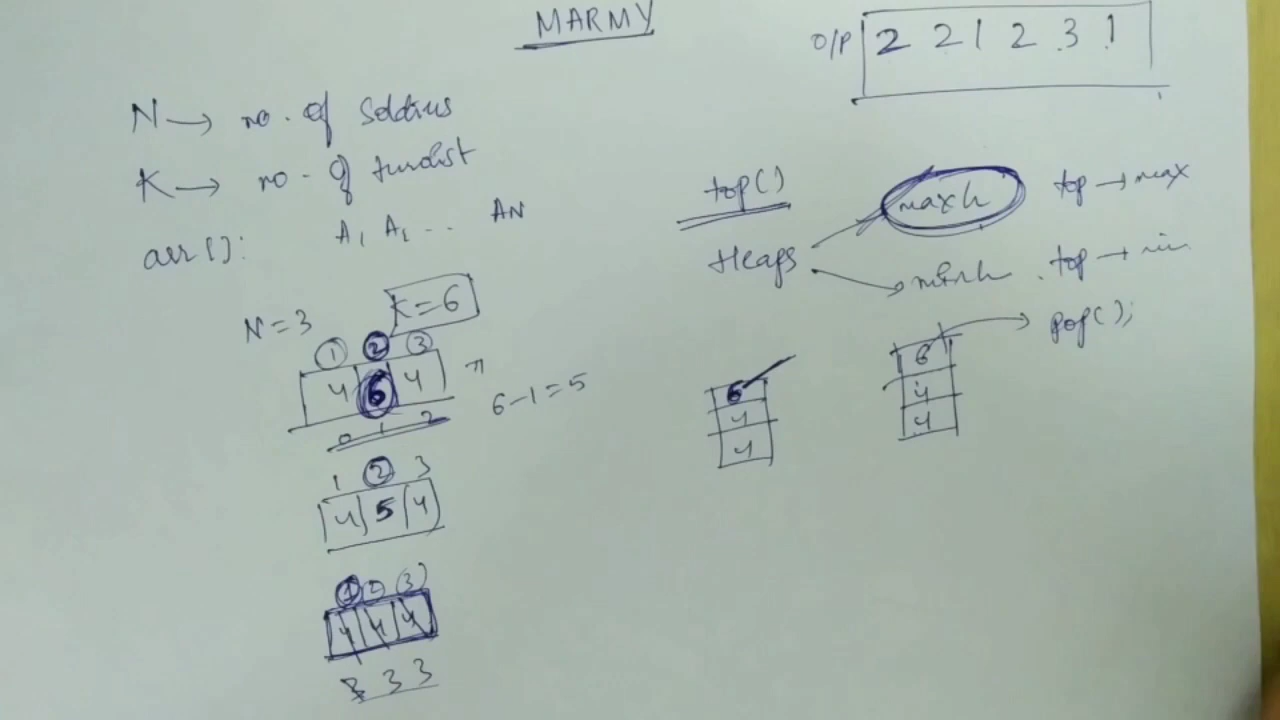 MARMY
O/P 2 2 1 2 3 1
N → no. of
K → no. of
arr[]: A1 A2 ... AN
N = 3
K = 6
1 2 3
4 6 4
0 1 2
6 - 1 = 5
1 2 3
4 5 4
1 2 3
4 4 4
3 3 3
top()
Heaps
maxh top → max
minh top → min
6
4
4
6
4
4
pop();